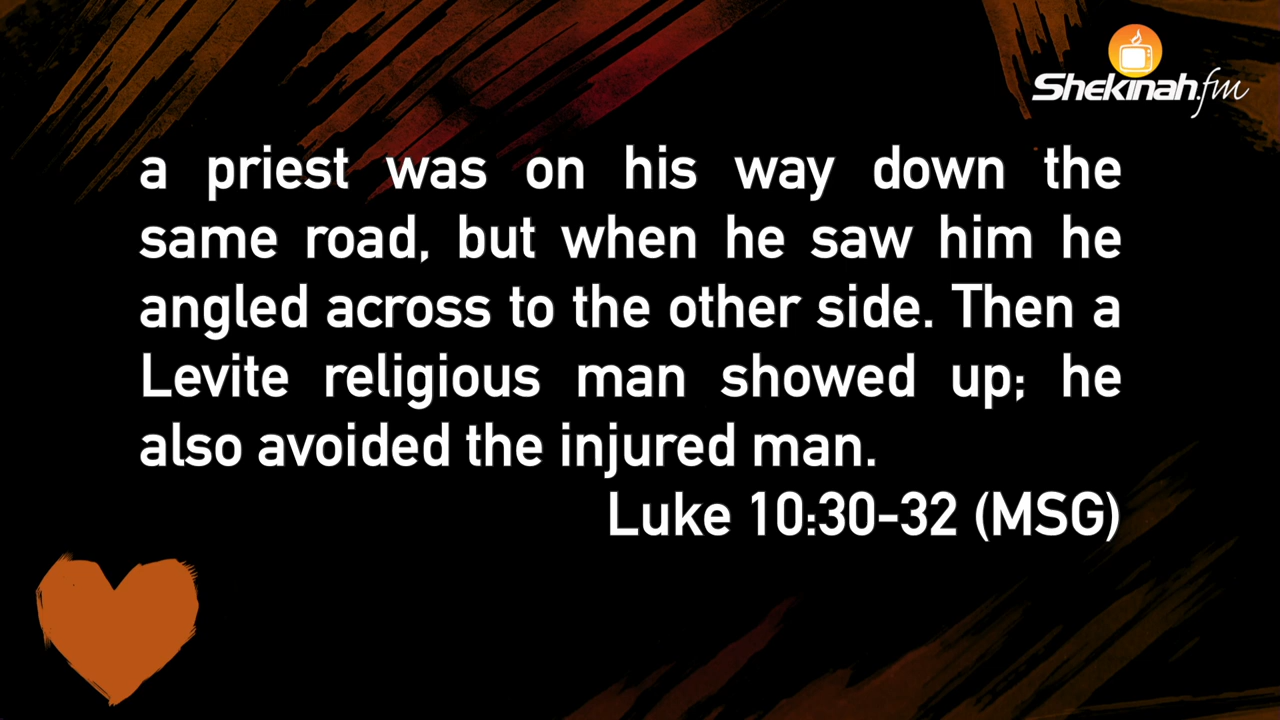 Shekinah.fm
a priest was on his way down the
same road, but when he saw him he
angled across to the other side. Then a
Levite religious man showed up; he
also avoided the injured man.
Luke 10:30-32 (MSG)